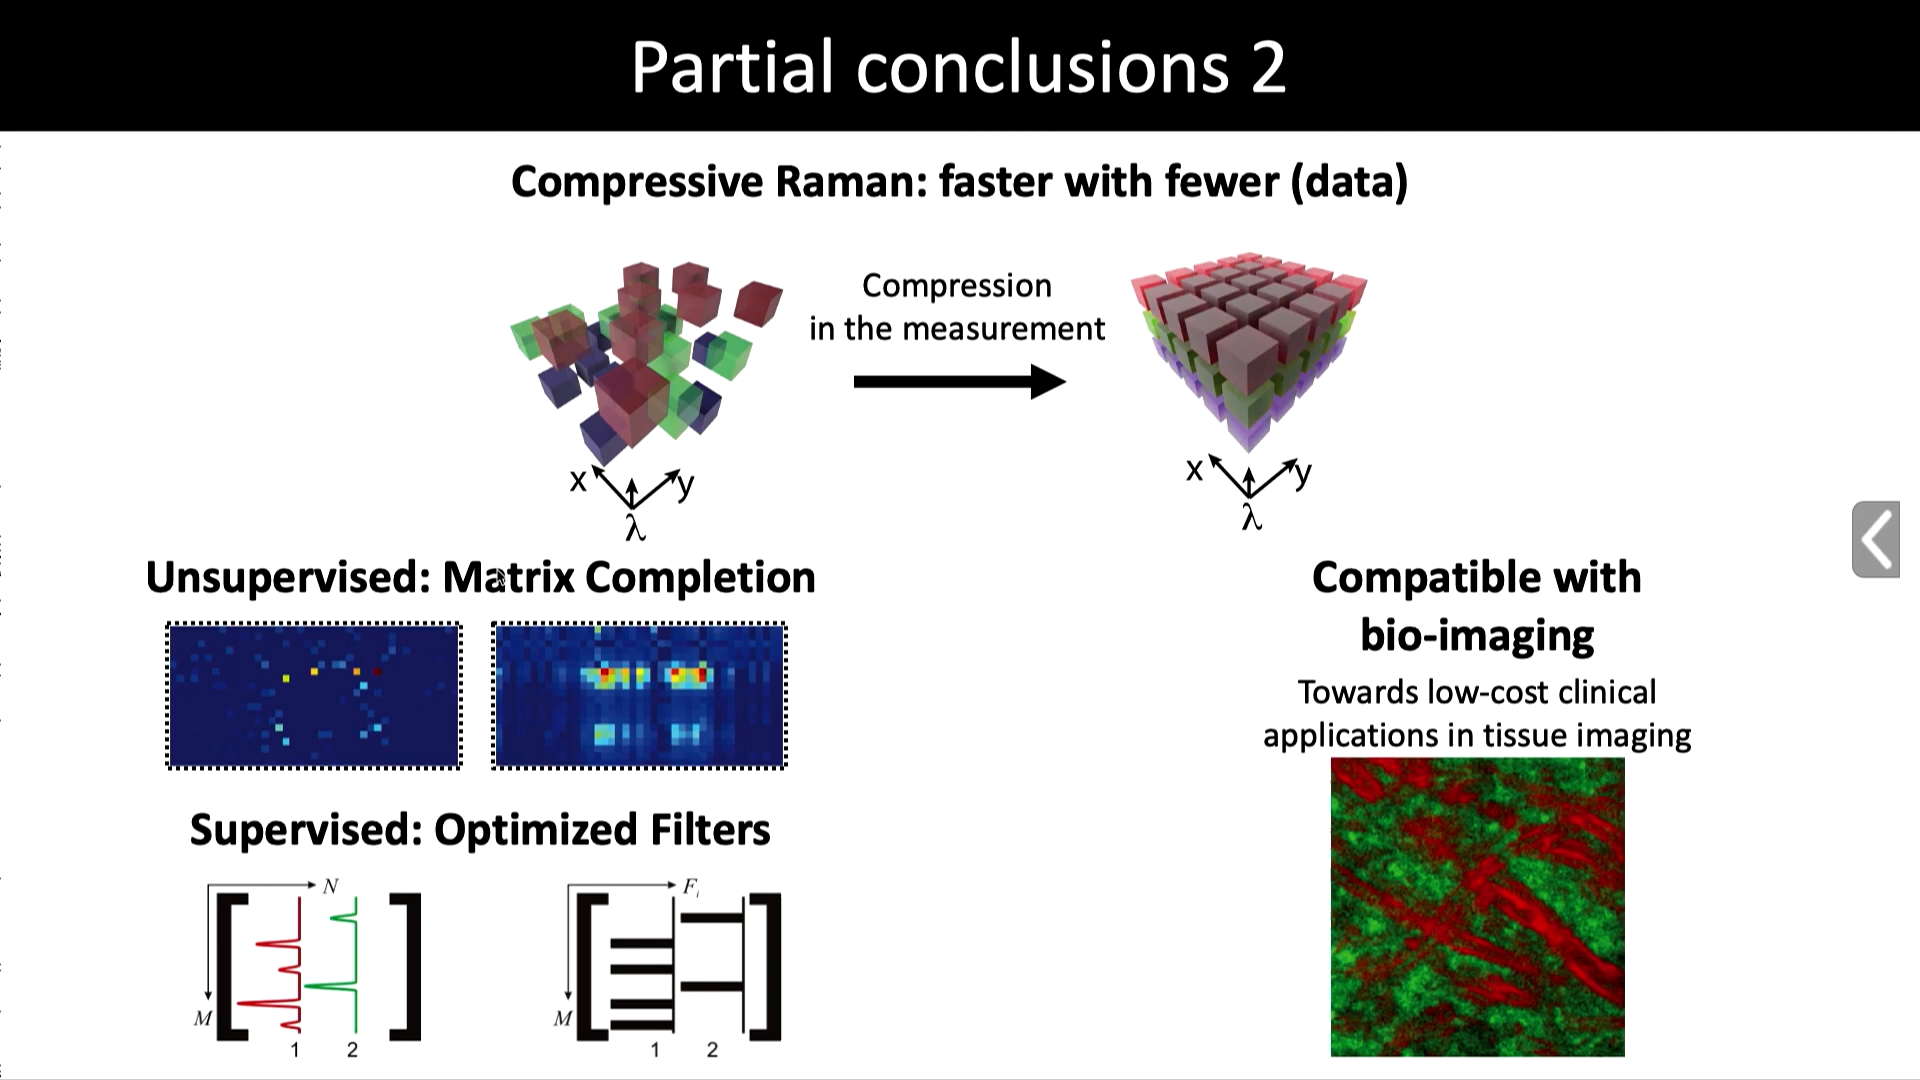 Partial conclusions 2
Compressive Raman: faster with fewer (data)
Compression
in the measurement
x
y
λ
x
y
λ
Unsupervised: Matrix Completion
Compatible with
bio-imaging
Towards low-cost clinical
applications in tissue imaging
Supervised: Optimized Filters
N
M
1 2
F_i
M
1 2